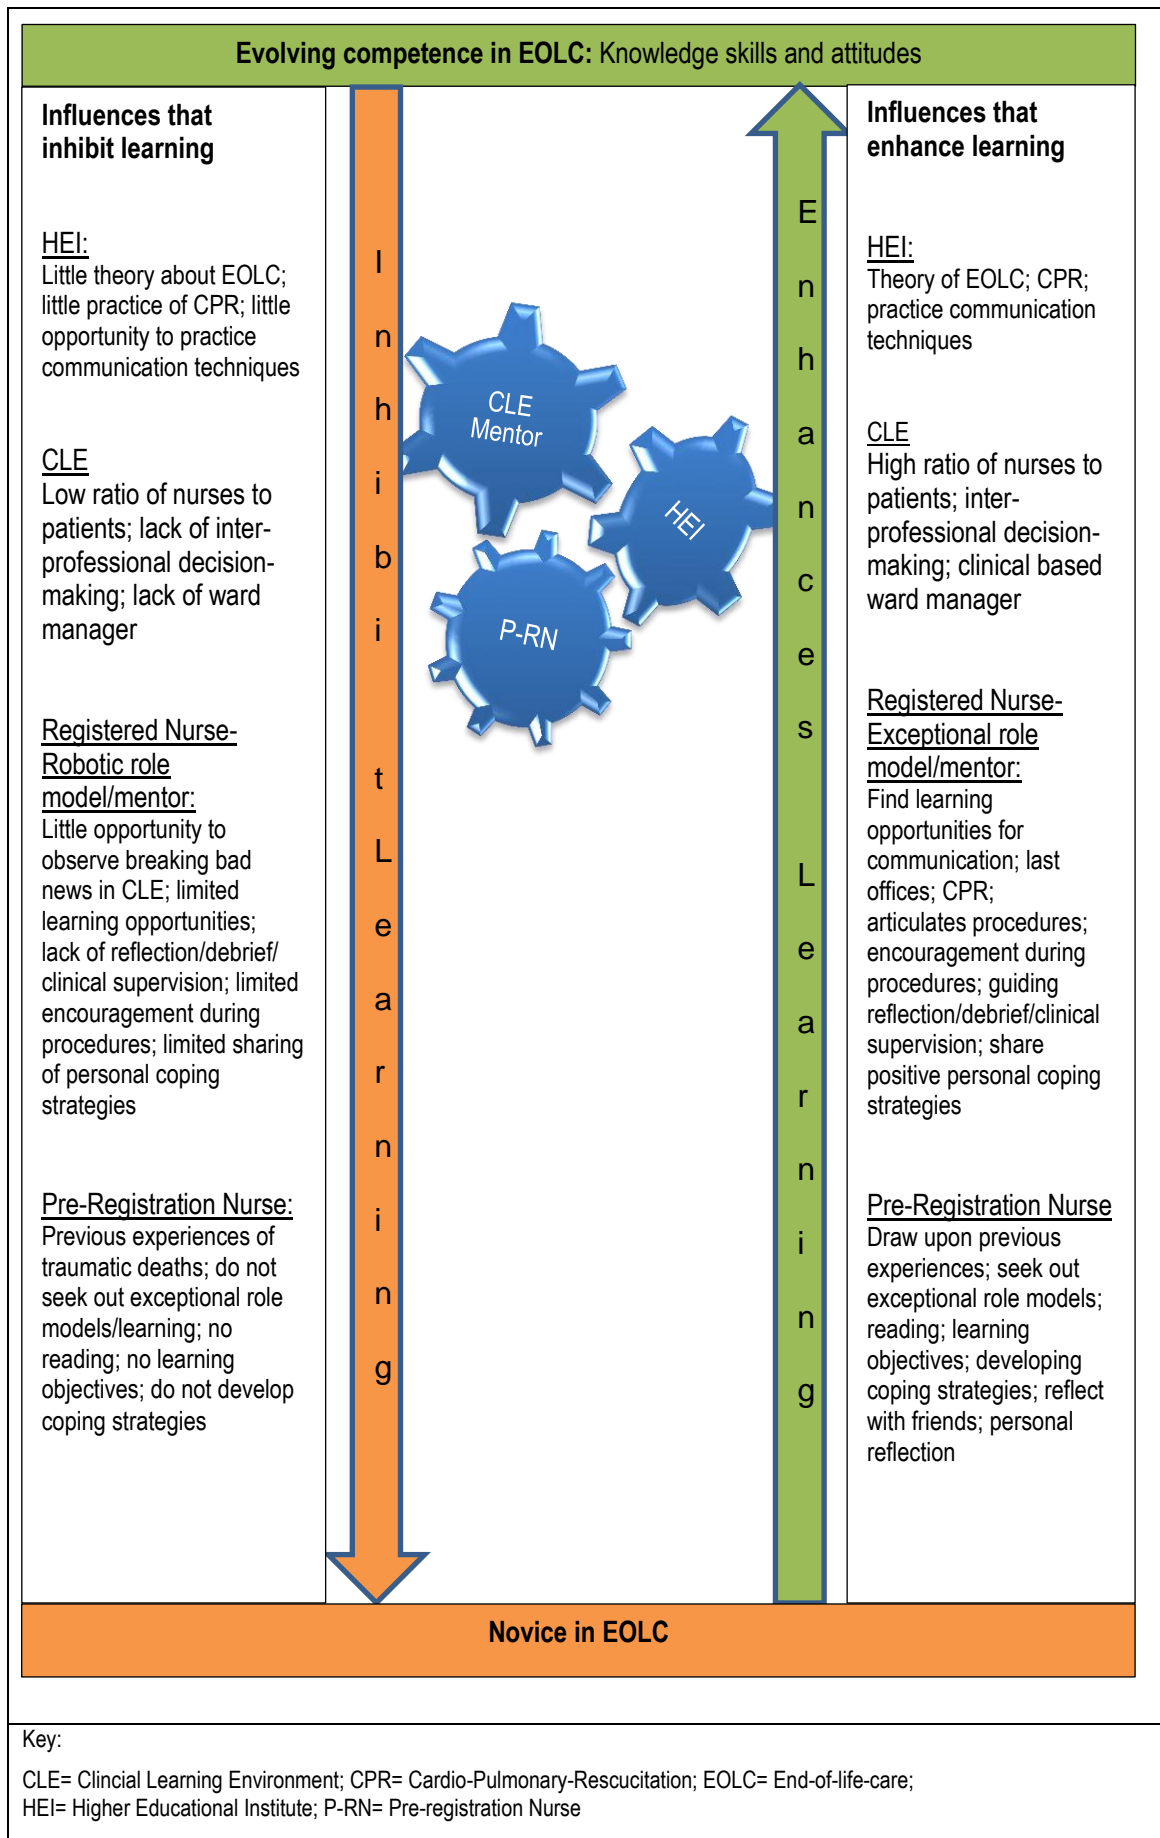 Evolving competence in EOLC: Knowledge skills and attitudes
Influences that
inhibit learning
HEI:
Little theory about EOLC;
little practice of CPR; little
opportunity to practice
communication techniques
CLE
Low ratio of nurses to
patients; lack of inter-
professional decision-
making; lack of ward
manager
Registered Nurse-
Robotic role
model/mentor:
Little opportunity to
observe breaking bad
news in CLE; limited
learning opportunities;
lack of reflection/debrief/
clinical supervision; limited
encouragement during
procedures; limited sharing
of personal coping
strategies
Pre-Registration Nurse:
Previous experiences of
traumatic deaths; do not
seek out exceptional role
models/learning; no
reading; no learning
objectives; do not develop
coping strategies
Inhibit Learning
CLE
Mentor
HEI
P-RN
Enhances Learning
Influences that
enhance learning
HEI:
Theory of EOLC; CPR;
practice communication
techniques
CLE
High ratio of nurses to
patients; inter-
professional decision-
making; clinical based
ward manager
Registered Nurse-
Exceptional role
model/mentor:
Find learning
opportunities for
communication; last
offices; CPR;
articulates procedures;
encouragement during
procedures; guiding
reflection/debrief/clinical
supervision; share
positive personal coping
strategies
Pre-Registration Nurse
Draw upon previous
experiences; seek out
exceptional role models;
reading; learning
objectives; developing
coping strategies; reflect
with friends; personal
reflection
Novice in EOLC
Key:
CLE= Clincial Learning Environment; CPR= Cardio-Pulmonary-Rescucitation; EOLC= End-of-life-care;
HEI= Higher Educational Institute; P-RN= Pre-registration Nurse